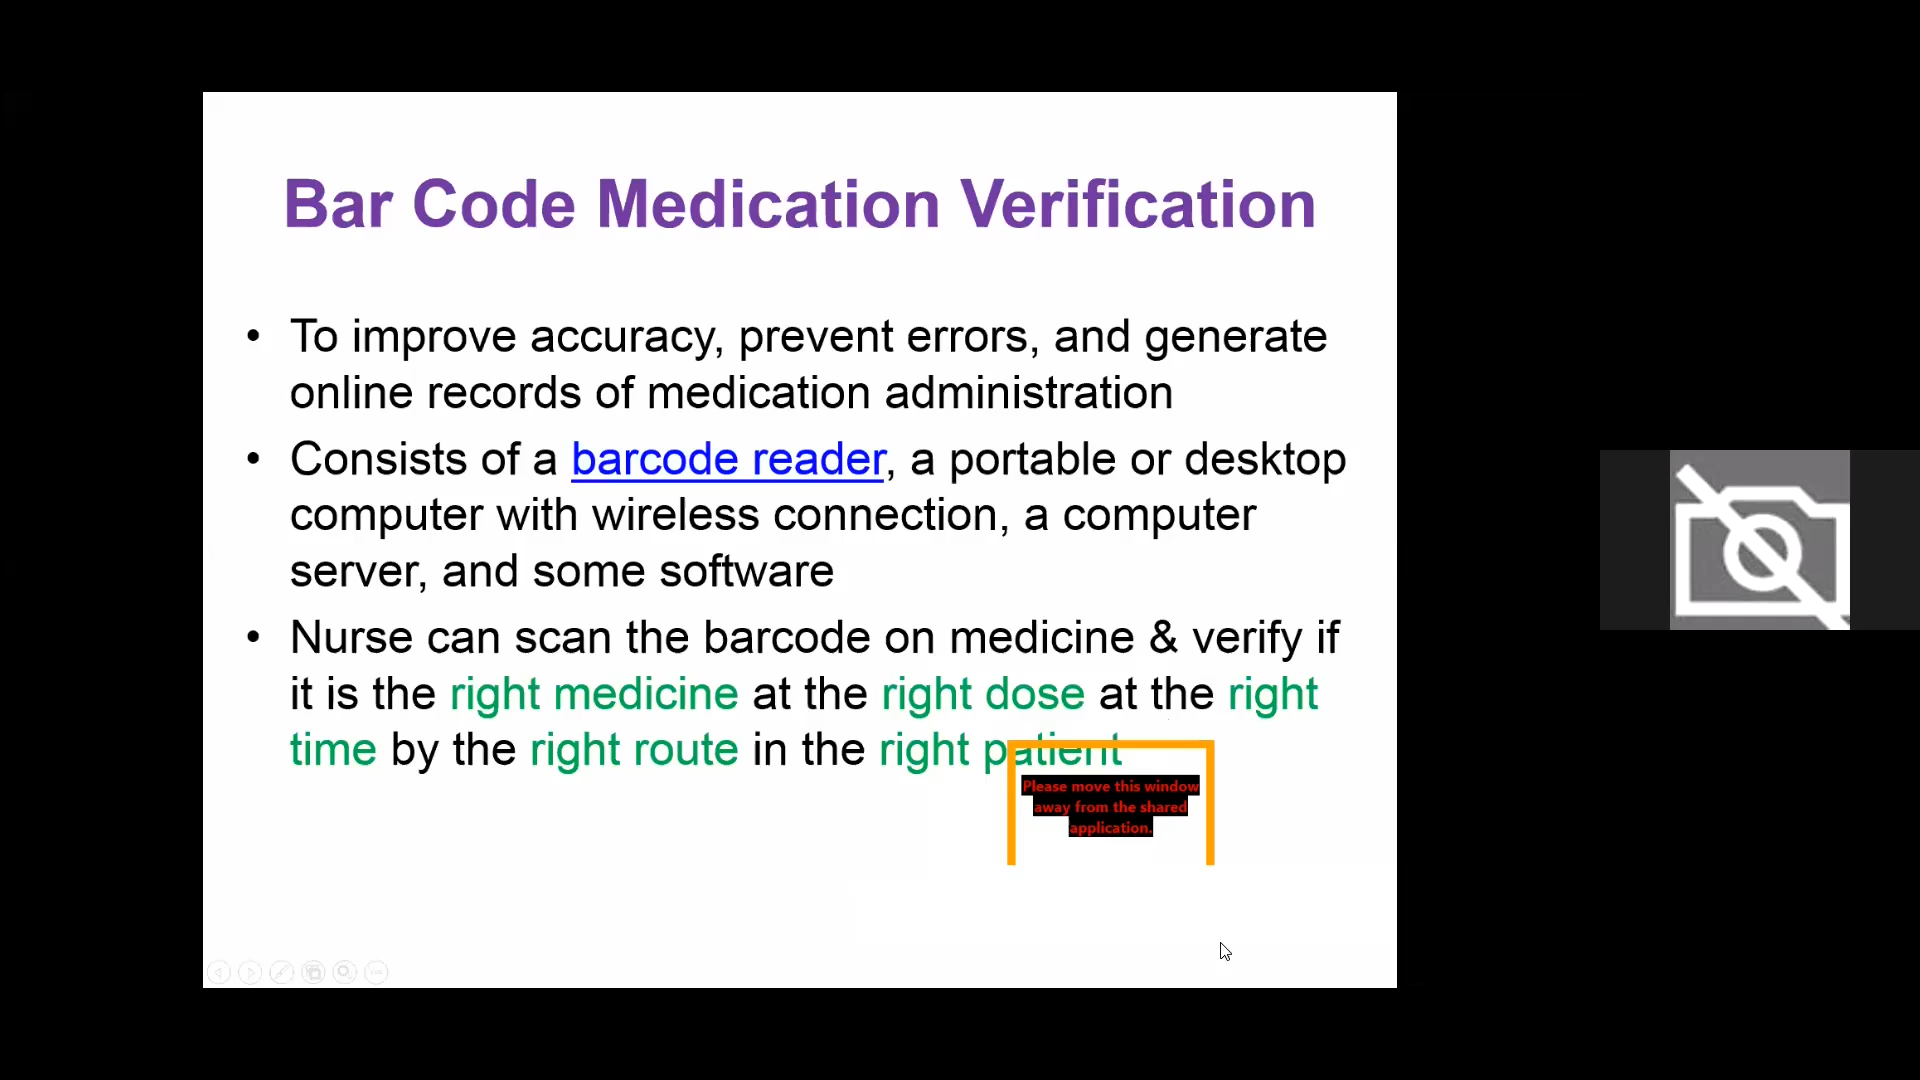 Bar Code Medication Verification
• To improve accuracy, prevent errors, and generate
online records of medication administration
• Consists of a barcode reader, a portable or desktop
computer with wireless connection, a computer
server, and some software
• Nurse can scan the barcode on medicine & verify if
it is the right medicine at the right dose at the right
time by the right route in the right patient
Please move this window
away from the shared
application.